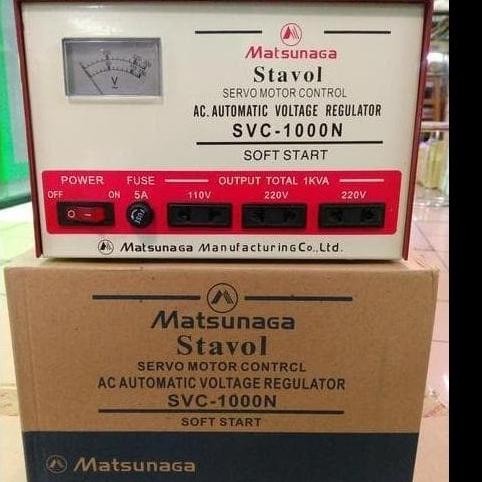 Matsunaga
Stavol
SERVO MOTOR CONTROL
AC. AUTOMATIC VOLTAGE REGULATOR
SVC-1000N
SOFT START
V
POWER FUSE OUTPUT TOTAL 1KVA
OFF ON 5A 110V 220V 220V
Matsunaga Manufacturing Co., Ltd.
Matsunaga
Stavol
SERVO MOTOR CONTRCL
AC AUTOMATIC VOLTAGE REGULATOR
SVC-1000N
SOFT START
Matsunaga